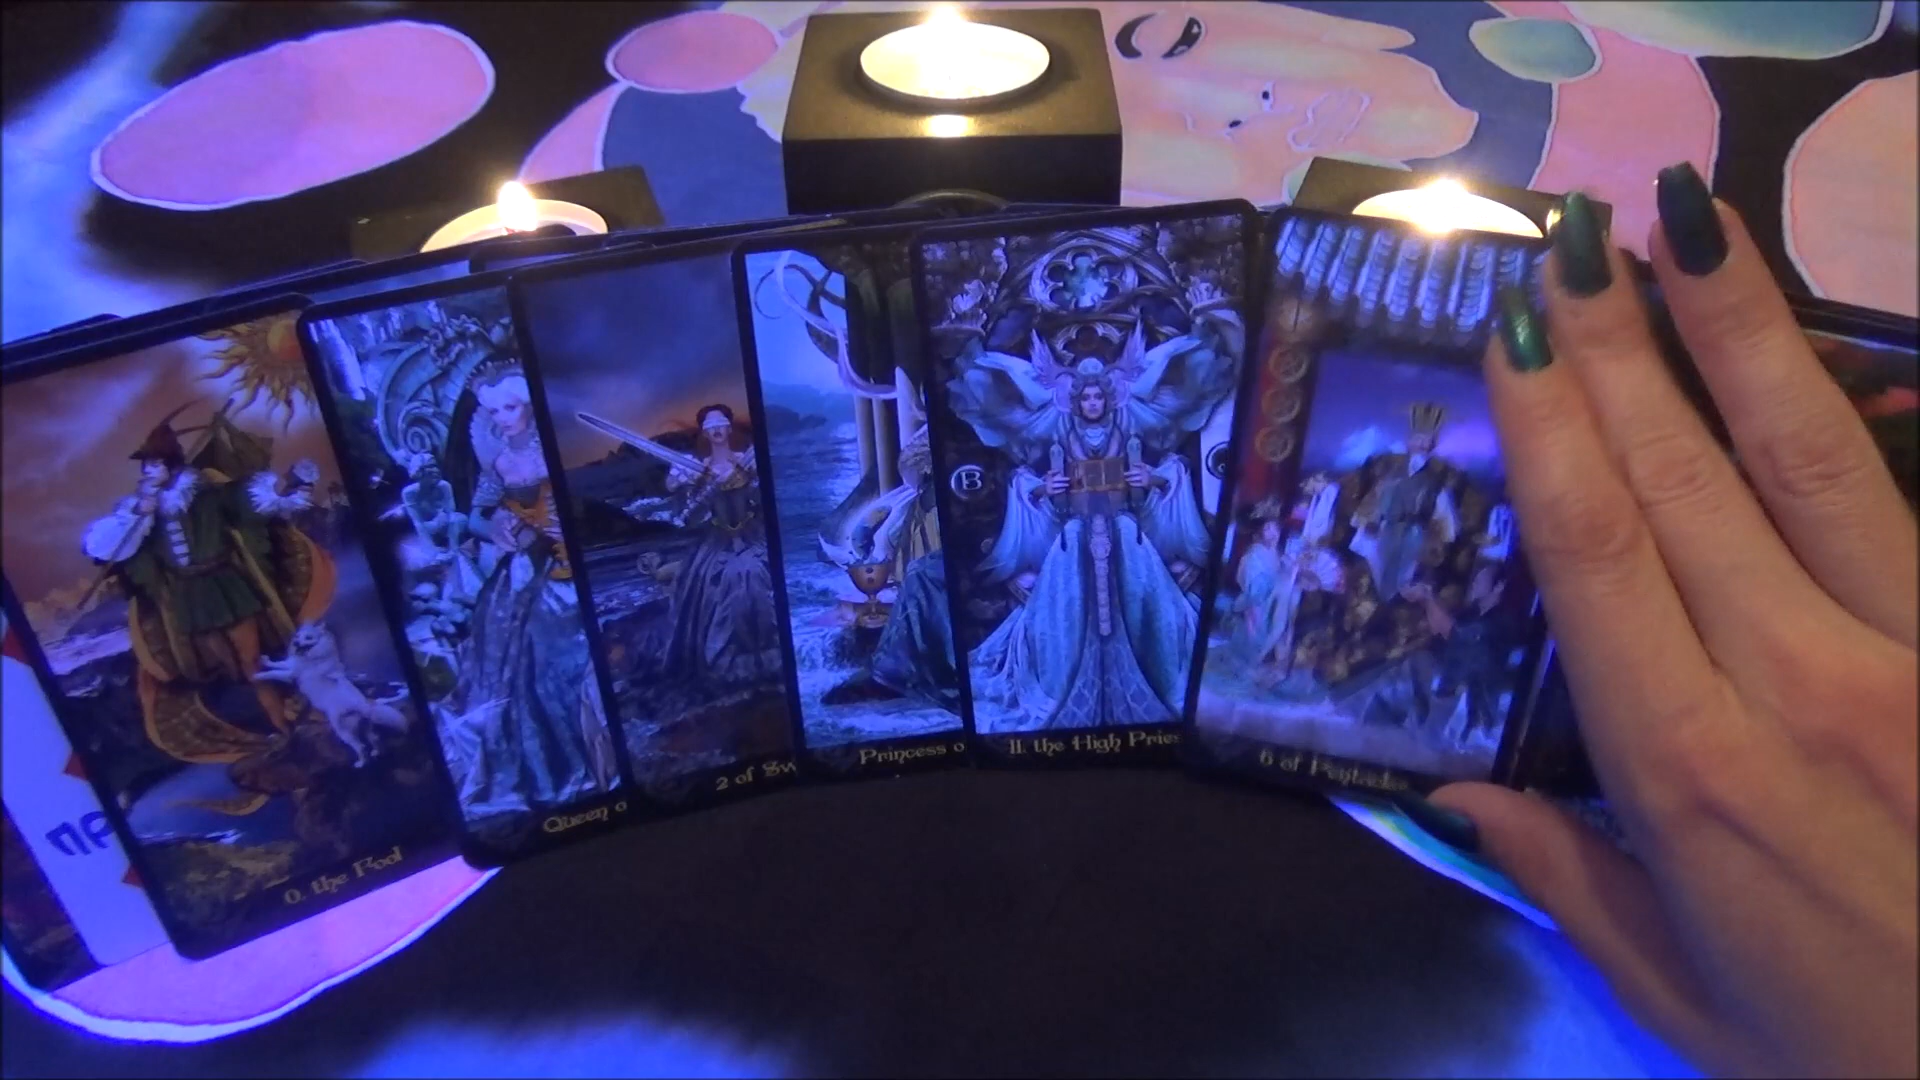 0. the Fool
Queen o
2 of Sw
Princess o
B
II. the High Pries
6 of Pentacles